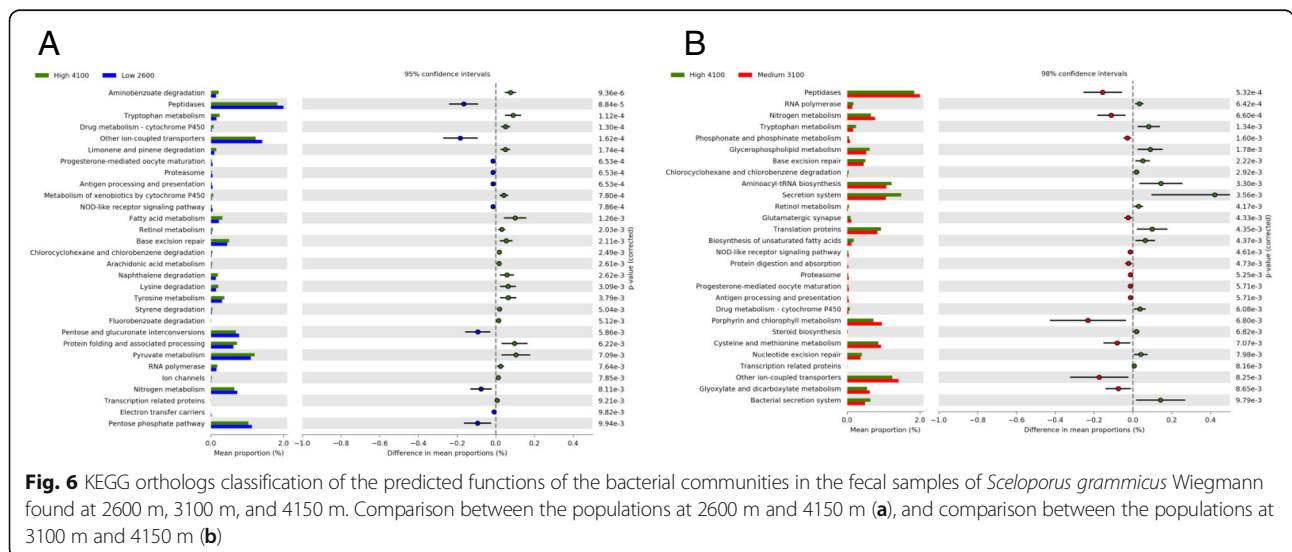 A
High 4100 Low 2600
95% confidence intervals
Aminobenzoate degradation 9.36e-6
Peptidases 8.84e-5
Tryptophan metabolism 1.12e-4
Drug metabolism - cytochrome P450 1.30e-4
Other ion-coupled transporters 1.62e-4
Limonene and pinene degradation 1.74e-4
Progesterone-mediated oocyte maturation 6.53e-4
Proteasome 6.53e-4
Antigen processing and presentation 6.53e-4
Metabolism of xenobiotics by cytochrome P450 7.80e-4
NOD-like receptor signaling pathway 7.86e-4
Fatty acid metabolism 1.26e-3
Retinol metabolism 2.03e-3
Base excision repair 2.11e-3
Chlorocyclohexane and chlorobenzene degradation 2.49e-3
Arachidonic acid metabolism 2.61e-3
Naphthalene degradation 2.62e-3
Lysine degradation 3.09e-3
Tyrosine metabolism 3.79e-3
Styrene degradation 5.04e-3
Fluorobenzoate degradation 5.12e-3
Pentose and glucuronate interconversions 5.86e-3
Protein folding and associated processing 6.22e-3
Pyruvate metabolism 7.09e-3
RNA polymerase 7.64e-3
Ion channels 7.85e-3
Nitrogen metabolism 8.11e-3
Transcription related proteins 9.21e-3
Electron transfer carriers 9.82e-3
Pentose phosphate pathway 9.94e-3
p-value (corrected)
0.0 2.0 −1.0 −0.8 −0.6 −0.4 −0.2 0.0 0.2 0.4
Mean proportion (%) Difference in mean proportions (%)
B
High 4100 Medium 3100
98% confidence intervals
Peptidases 5.32e-4
RNA polymerase 6.42e-4
Nitrogen metabolism 6.60e-4
Tryptophan metabolism 1.34e-3
Phosphonate and phosphinate metabolism 1.60e-3
Glycerophospholipid metabolism 1.78e-3
Base excision repair 2.22e-3
Chlorocyclohexane and chlorobenzene degradation 2.92e-3
Aminoacyl-tRNA biosynthesis 3.30e-3
Secretion system 3.56e-3
Retinol metabolism 4.17e-3
Glutamatergic synapse 4.33e-3
Translation proteins 4.35e-3
Biosynthesis of unsaturated fatty acids 4.37e-3
NOD-like receptor signaling pathway 4.61e-3
Protein digestion and absorption 4.73e-3
Proteasome 5.25e-3
Progesterone-mediated oocyte maturation 5.71e-3
Antigen processing and presentation 5.71e-3
Drug metabolism - cytochrome P450 6.08e-3
Porphyrin and chlorophyll metabolism 6.80e-3
Steroid biosynthesis 6.82e-3
Cysteine and methionine metabolism 7.07e-3
Nucleotide excision repair 7.98e-3
Transcription related proteins 8.16e-3
Other ion-coupled transporters 8.25e-3
Glyoxylate and dicarboxylate metabolism 8.65e-3
Bacterial secretion system 9.79e-3
p-value (corrected)
0.0 2.0 −1.0 −0.8 −0.6 −0.4 −0.2 0.0 0.2 0.4
Mean proportion (%) Difference in mean proportions (%)
Fig. 6 KEGG orthologs classification of the predicted functions of the bacterial communities in the fecal samples of Sceloporus grammicus Wiegmann
found at 2600 m, 3100 m, and 4150 m. Comparison between the populations at 2600 m and 4150 m (a), and comparison between the populations at
3100 m and 4150 m (b)